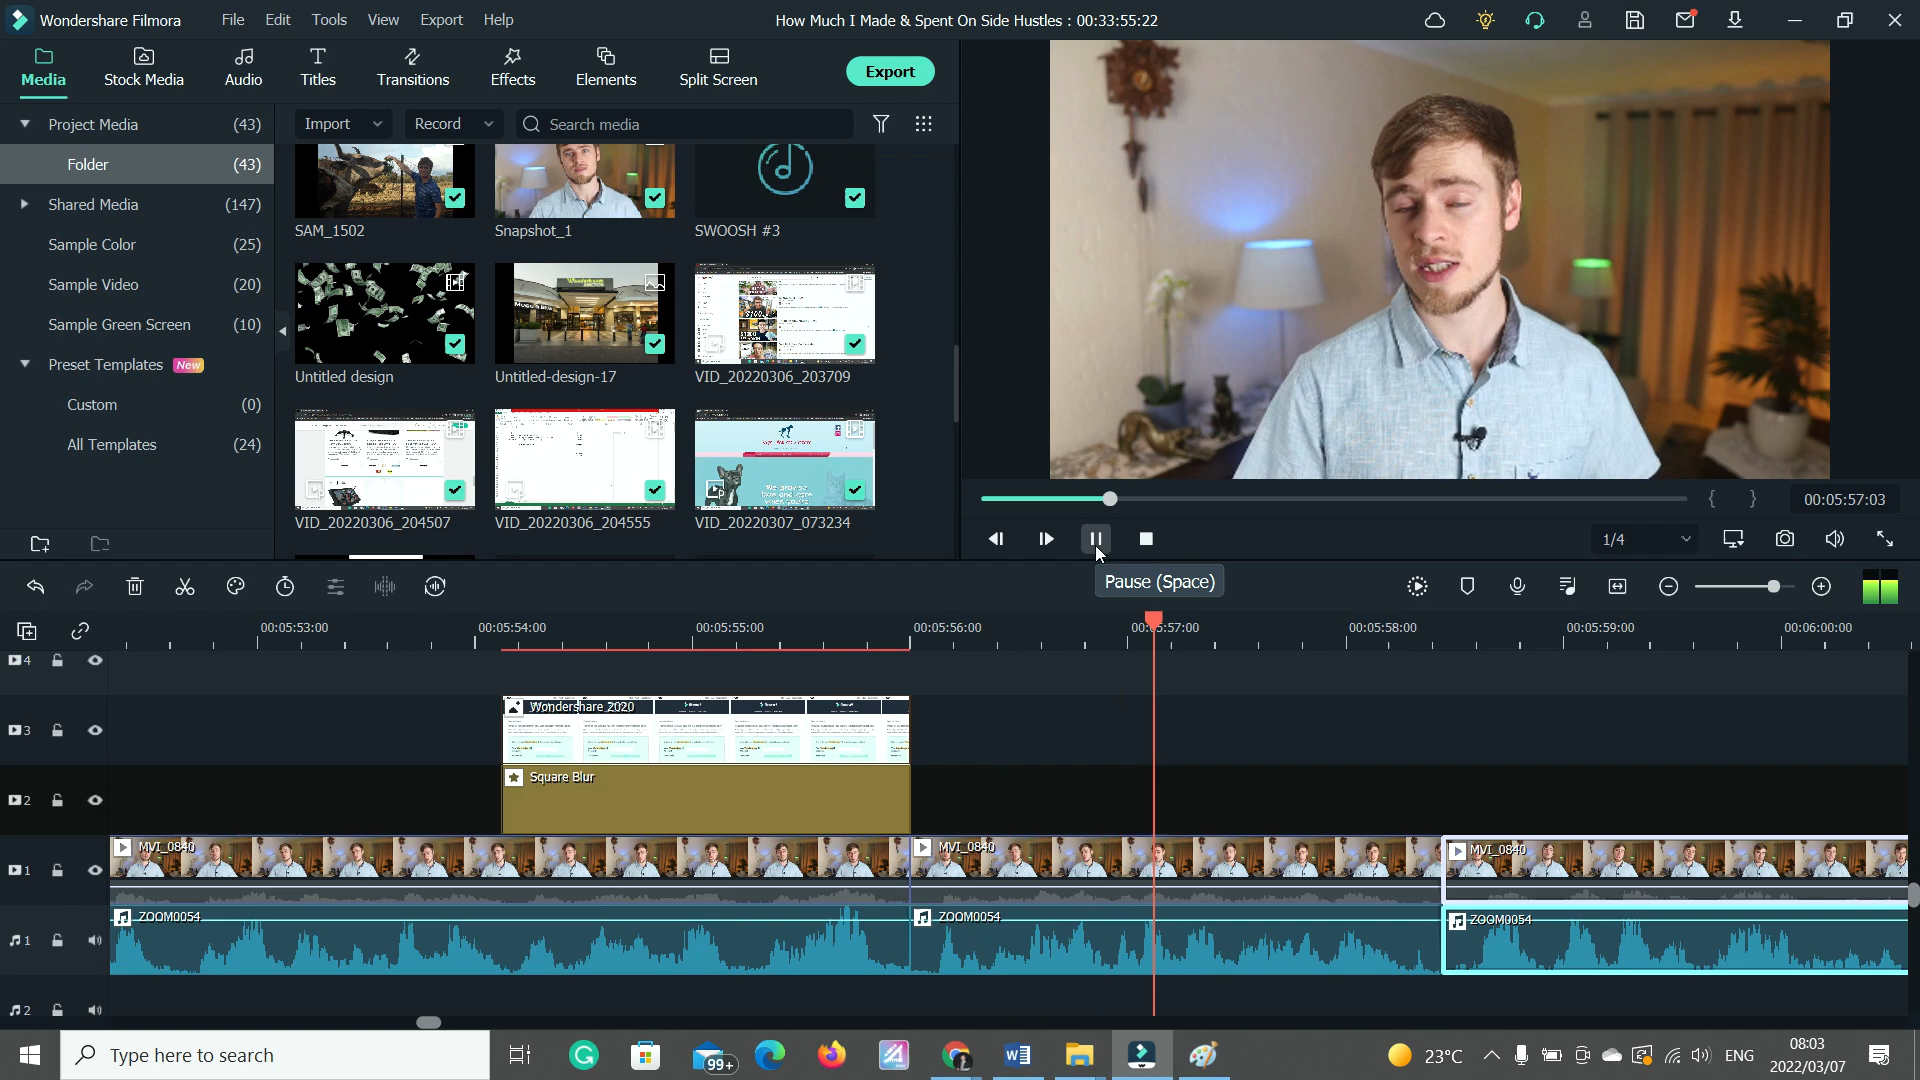 Wondershare Filmora File Edit Tools View Export Help How Much I Made & Spent On Side Hustles : 00:33:55:22
Media Stock Media Audio Titles Transitions Effects Elements Split Screen Export
Project Media (43) Import Record Search media
Folder (43)
Shared Media (147)
SAM_1502 Snapshot_1 SWOOSH #3
Sample Color (25)
Sample Video (20)
Sample Green Screen (10)
Preset Templates New
Untitled design Untitled-design-17 VID_20220306_203709
Custom (0)
All Templates (24)
VID_20220306_204507 VID_20220306_204555 VID_20220307_073234
00:05:57:03
1/4
Pause (Space)
00:05:53:00 00:05:54:00 00:05:55:00 00:05:56:00 00:05:57:00 00:05:58:00 00:05:59:00 00:06:00:00
4
3 Wondershare 2020
2 Square Blur
1 MVI_0840 MVI_0840 MVI_0840
1 ZOOM0054 ZOOM0054 ZOOM0054
2
Type here to search 99+ 23°C ENG 08:03
2022/03/07